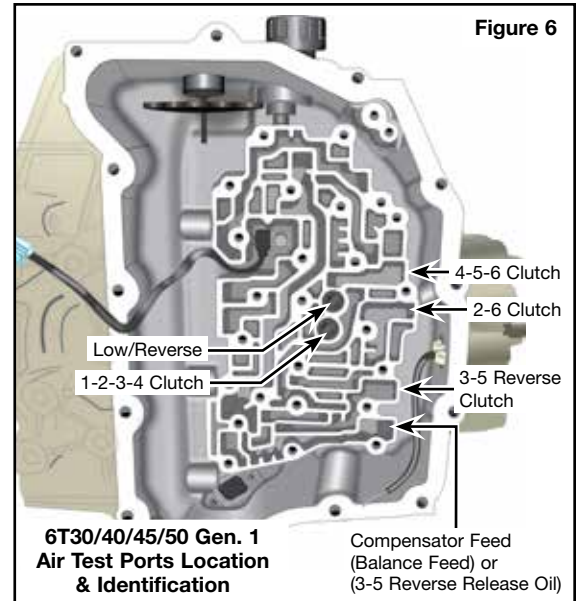 Figure 6
4-5-6 Clutch
2-6 Clutch
Low/Reverse
1-2-3-4 Clutch
3-5 Reverse
Clutch
6T30/40/45/50 Gen. 1
Air Test Ports Location
& Identification
Compensator Feed
(Balance Feed) or
(3-5 Reverse Release Oil)